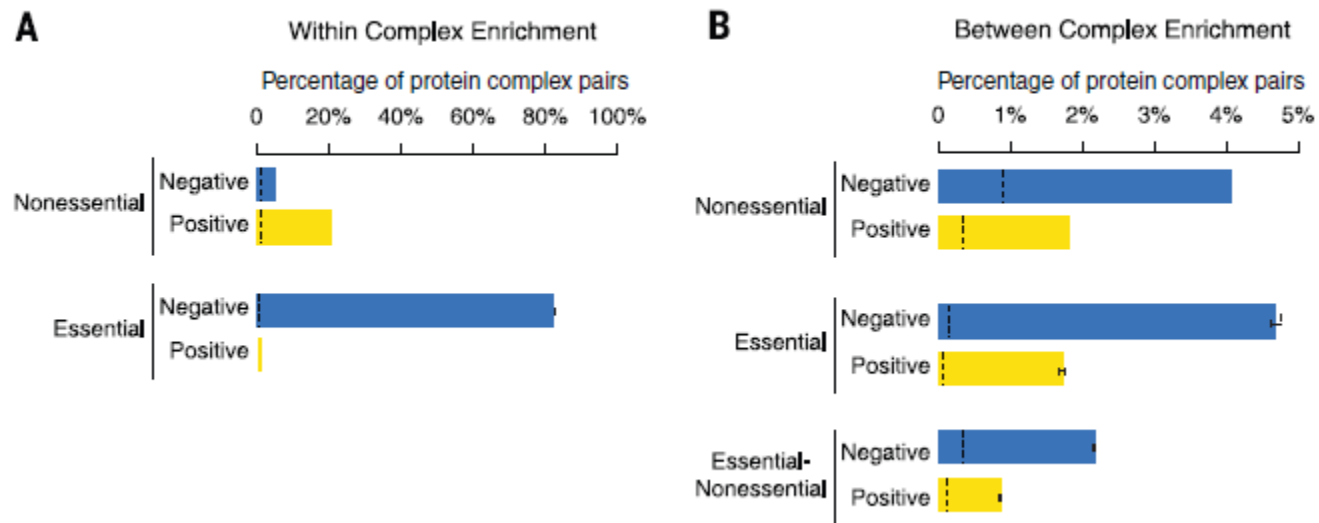 A
Within Complex Enrichment
Percentage of protein complex pairs
0 20% 40% 60% 80% 100%
Nonessential
Negative
Positive
Essential
Negative
Positive
B
Between Complex Enrichment
Percentage of protein complex pairs
0 1% 2% 3% 4% 5%
Nonessential
Negative
Positive
Essential
Negative
Positive
Essential-
Nonessential
Negative
Positive